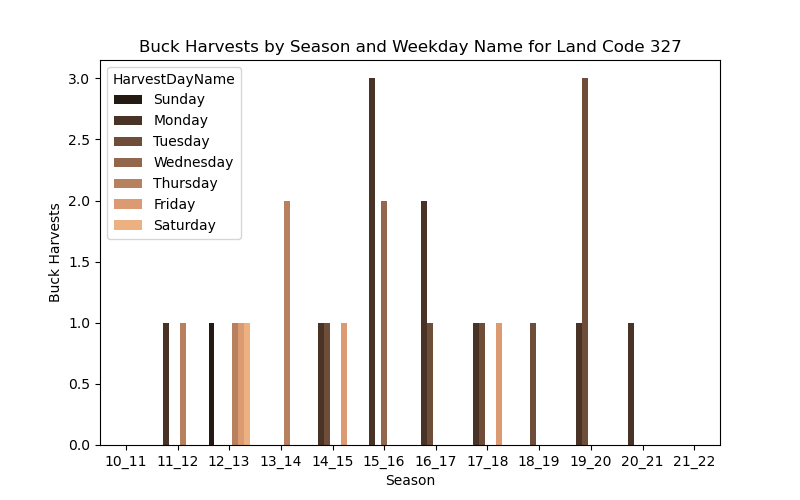 Buck Harvests by Season and Weekday Name for Land Code 327
HarvestDayName
Sunday
Monday
Tuesday
Wednesday
Thursday
Friday
Saturday
3.0
2.5
2.0
1.5
1.0
0.5
0.0
Buck Harvests
10_11 11_12 12_13 13_14 14_15 15_16 16_17 17_18 18_19 19_20 20_21 21_22
Season